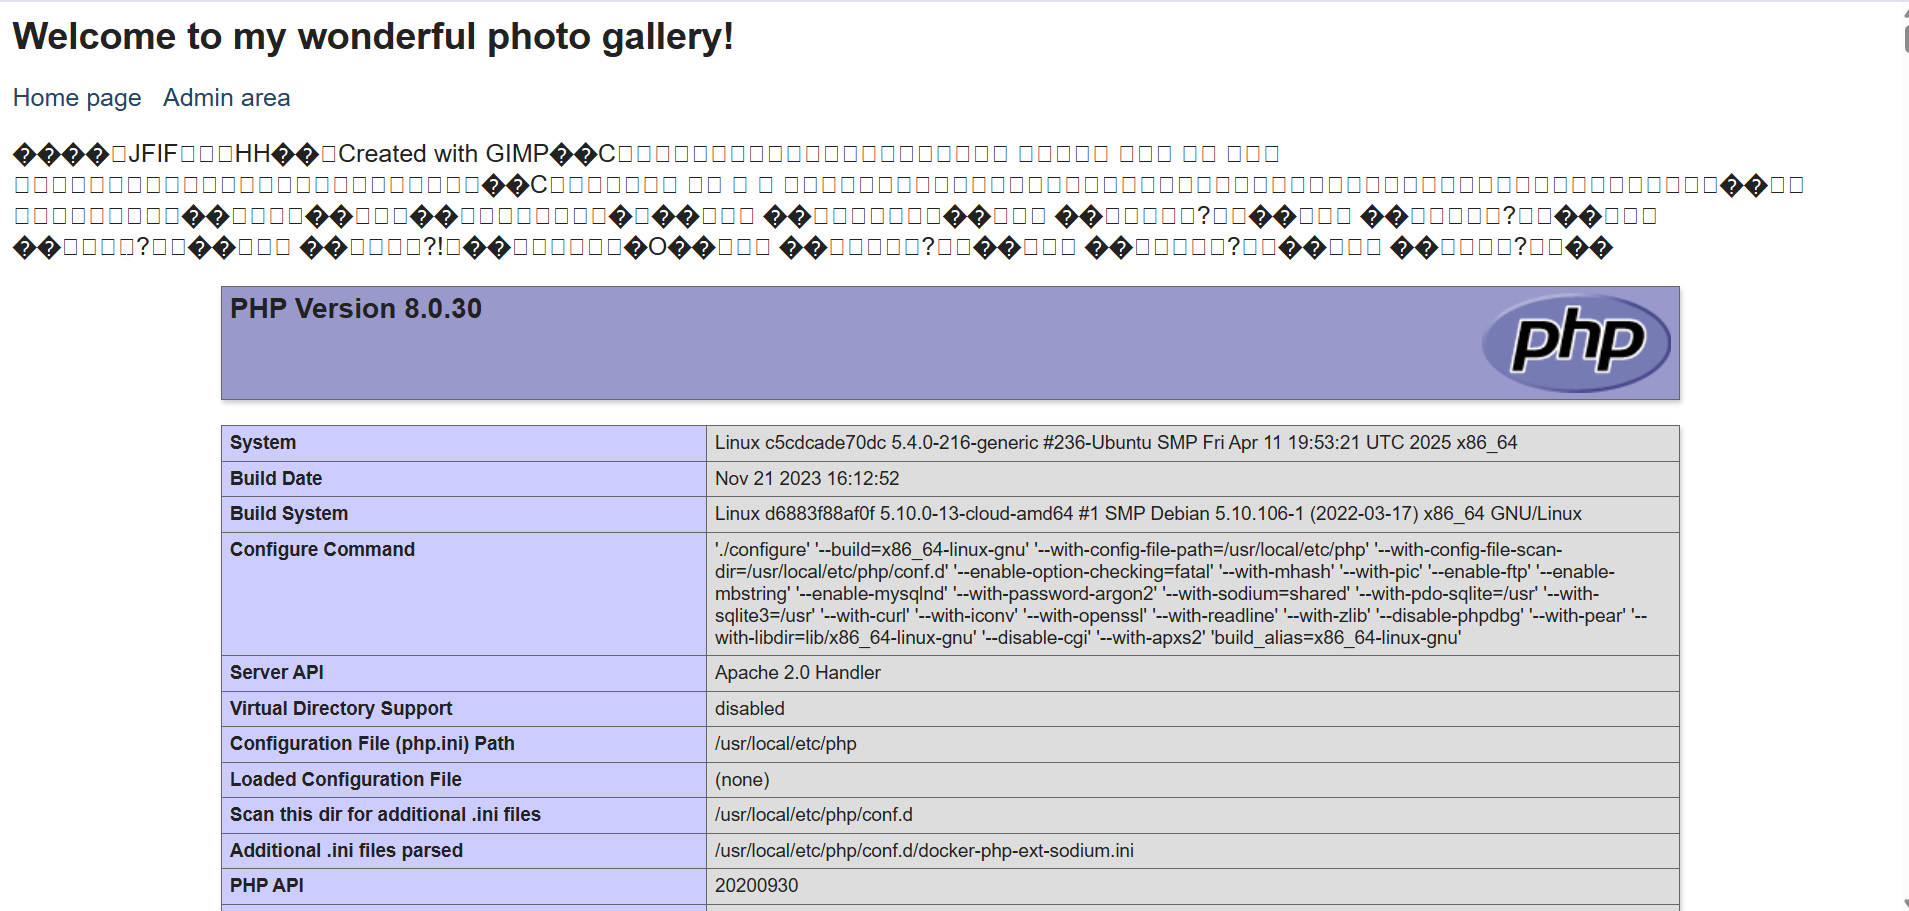 Welcome to my wonderful photo gallery!
Home page Admin area
����JFIFHH��Created with GIMP��C
��C��
������������?��������?����
������?��������?!��������O��������?��������?��������?��
PHP Version 8.0.30
php
System Linux c5cdcade70dc 5.4.0-216-generic #236-Ubuntu SMP Fri Apr 11 19:53:21 UTC 2025 x86_64
Build Date Nov 21 2023 16:12:52
Build System Linux d6883f88af0f 5.10.0-13-cloud-amd64 #1 SMP Debian 5.10.106-1 (2022-03-17) x86_64 GNU/Linux
Configure Command './configure' '--build=x86_64-linux-gnu' '--with-config-file-path=/usr/local/etc/php' '--with-config-file-scan-
dir=/usr/local/etc/php/conf.d' '--enable-option-checking=fatal' '--with-mhash' '--with-pic' '--enable-ftp' '--enable-
mbstring' '--enable-mysqlnd' '--with-password-argon2' '--with-sodium=shared' '--with-pdo-sqlite=/usr' '--with-
sqlite3=/usr' '--with-curl' '--with-iconv' '--with-openssl' '--with-readline' '--with-zlib' '--disable-phpdbg' '--with-pear' '--
with-libdir=lib/x86_64-linux-gnu' '--disable-cgi' '--with-apxs2' 'build_alias=x86_64-linux-gnu'
Server API Apache 2.0 Handler
Virtual Directory Support disabled
Configuration File (php.ini) Path /usr/local/etc/php
Loaded Configuration File (none)
Scan this dir for additional .ini files /usr/local/etc/php/conf.d
Additional .ini files parsed /usr/local/etc/php/conf.d/docker-php-ext-sodium.ini
PHP API 20200930